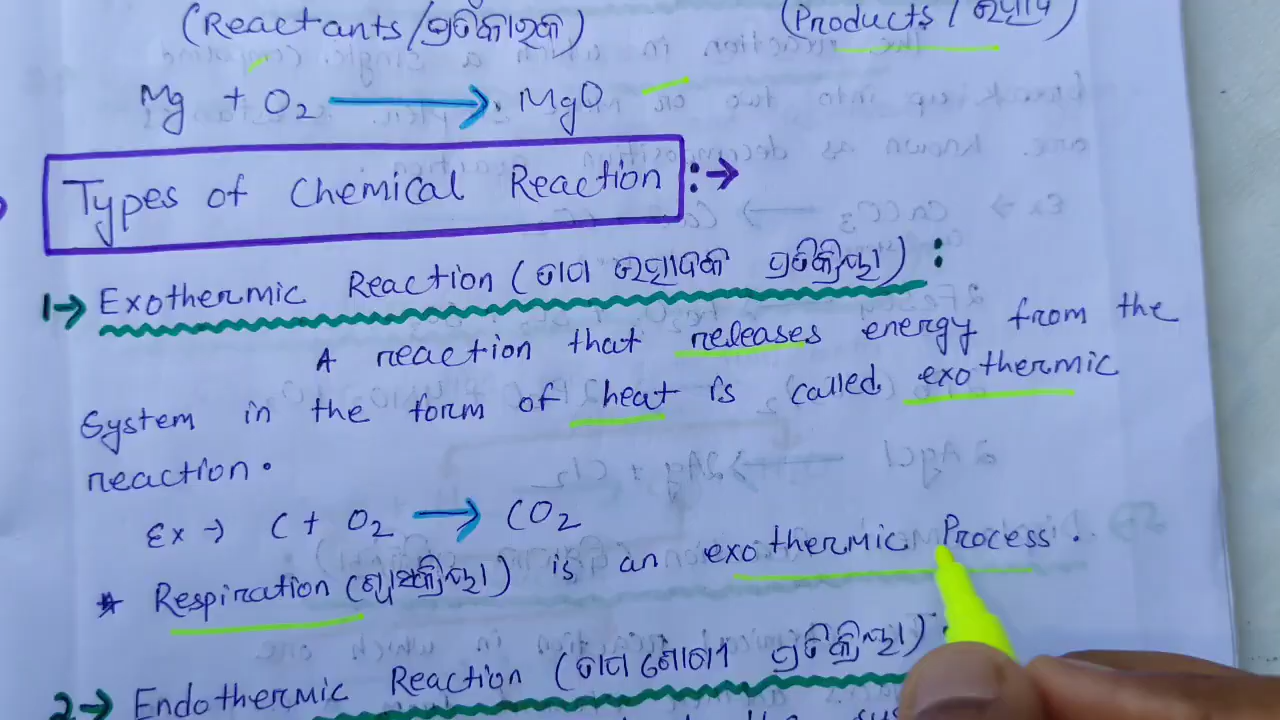 (Reactants/ପ୍ରତିକାରକ) (Products/ଉତ୍ପାଦ)
Mg + O2 → MgO
Types of Chemical Reaction :→
1→ Exothermic Reaction (ତାପ ଉତ୍ପାଦକ ପ୍ରତିକ୍ରିୟା) :
A reaction that releases energy from the
System in the form of heat is called exothermic
reaction.
Ex → C + O2 → CO2
* Respiration (ଶ୍ୱାସକ୍ରିୟା) is an exothermic Process.
2→ Endothermic Reaction (ତାପ ଶୋଷୀ ପ୍ରତିକ୍ରିୟା) :